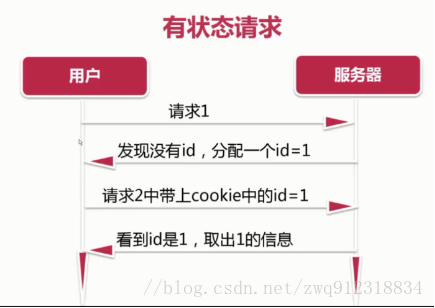 有状态请求
用户
服务器
请求1
发现没有id，分配一个id=1
请求2中带上cookie中的id=1
看到id是1，取出1的信息
https://blog.csdn.net/zwq912318834